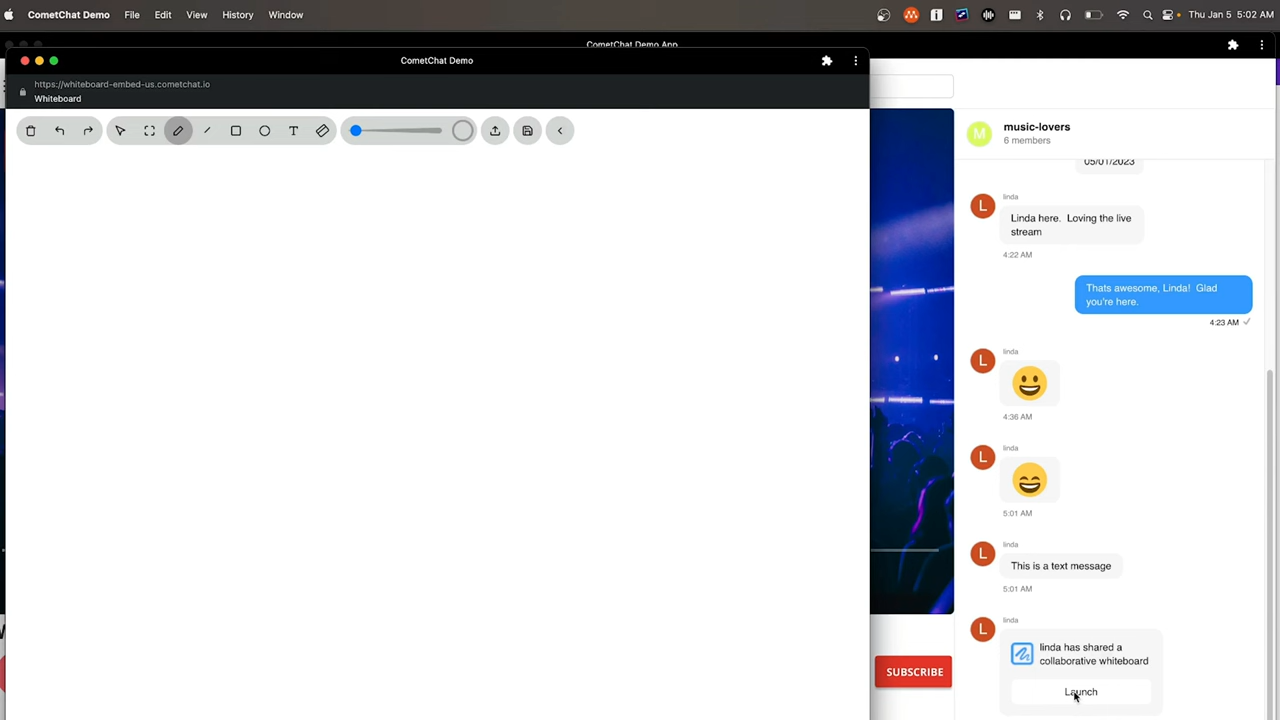 CometChat Demo File Edit View History Window
Thu Jan 5 5:02 AM
CometChat Demo App
CometChat Demo
https://whiteboard-embed-us.cometchat.io
Whiteboard
T
M
music-lovers
6 members
05/01/2023
linda
L
Linda here. Loving the live
stream
4:22 AM
Thats awesome, Linda! Glad
you're here.
4:23 AM
linda
L
4:36 AM
linda
L
5:01 AM
linda
L
This is a text message
5:01 AM
linda
L
linda has shared a
collaborative whiteboard
Launch
SUBSCRIBE